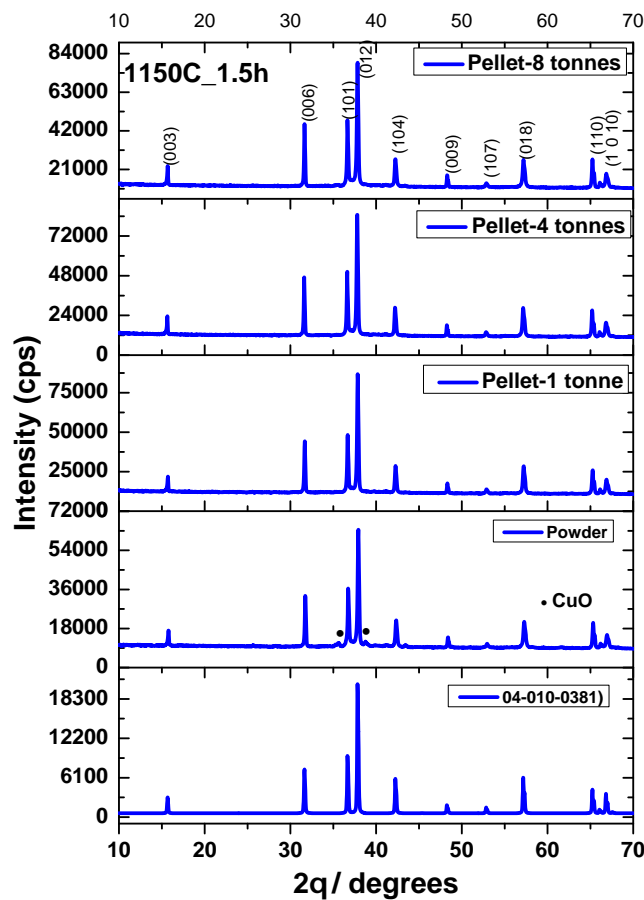 10 20 30 40 50 60 70
84000
63000
42000
21000
1150C_1.5h
Pellet-8 tonnes
(003)
(006)
(101)
(012)
(104)
(009)
(107)
(018)
(110)
(1 0 10)
72000
48000
24000
0
Pellet-4 tonnes
75000
50000
25000
0
Pellet-1 tonne
72000
54000
36000
18000
0
Powder
• CuO
18300
12200
6100
0
04-010-0381)
10 20 30 40 50 60 70
Intensity (cps)
2q/ degrees